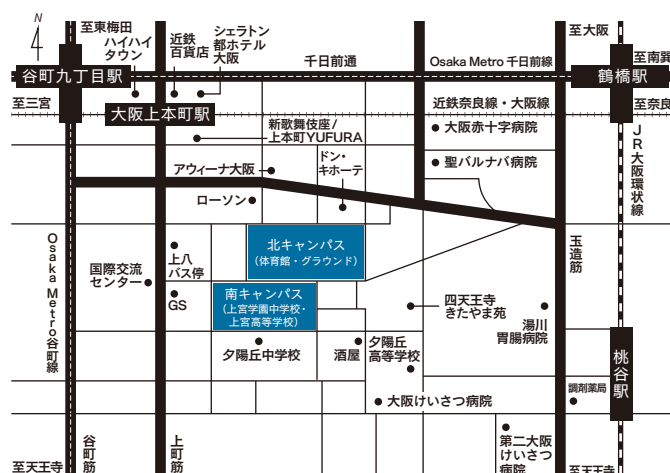 N
至東梅田
ハイハイ
タウン
近鉄
百貨店
シェラトン
都ホテル
大阪
千日前通
Osaka Metro 千日前線
至大阪
至南巽
谷町九丁目駅
鶴橋駅
至三宮
大阪上本町駅
近鉄奈良線・大阪線
至奈良
新歌舞伎座/
上本町YUFURA
大阪赤十字病院
アウィーナ大阪
ドン・
キホーテ
聖バルナバ病院
JR大阪環状線
ローソン
北キャンパス
(体育館・グラウンド)
上八
バス停
国際交流
センター
Osaka Metro谷町線
玉造筋
GS
南キャンパス
(上宮学園中学校・
上宮高等学校)
四天王寺
きたやま苑
湯川
胃腸病院
夕陽丘中学校
酒屋
夕陽丘
高等学校
桃谷駅
調剤薬局
大阪けいさつ病院
谷町筋
上町筋
第二大阪
けいさつ
病院
至天王寺
至天王寺